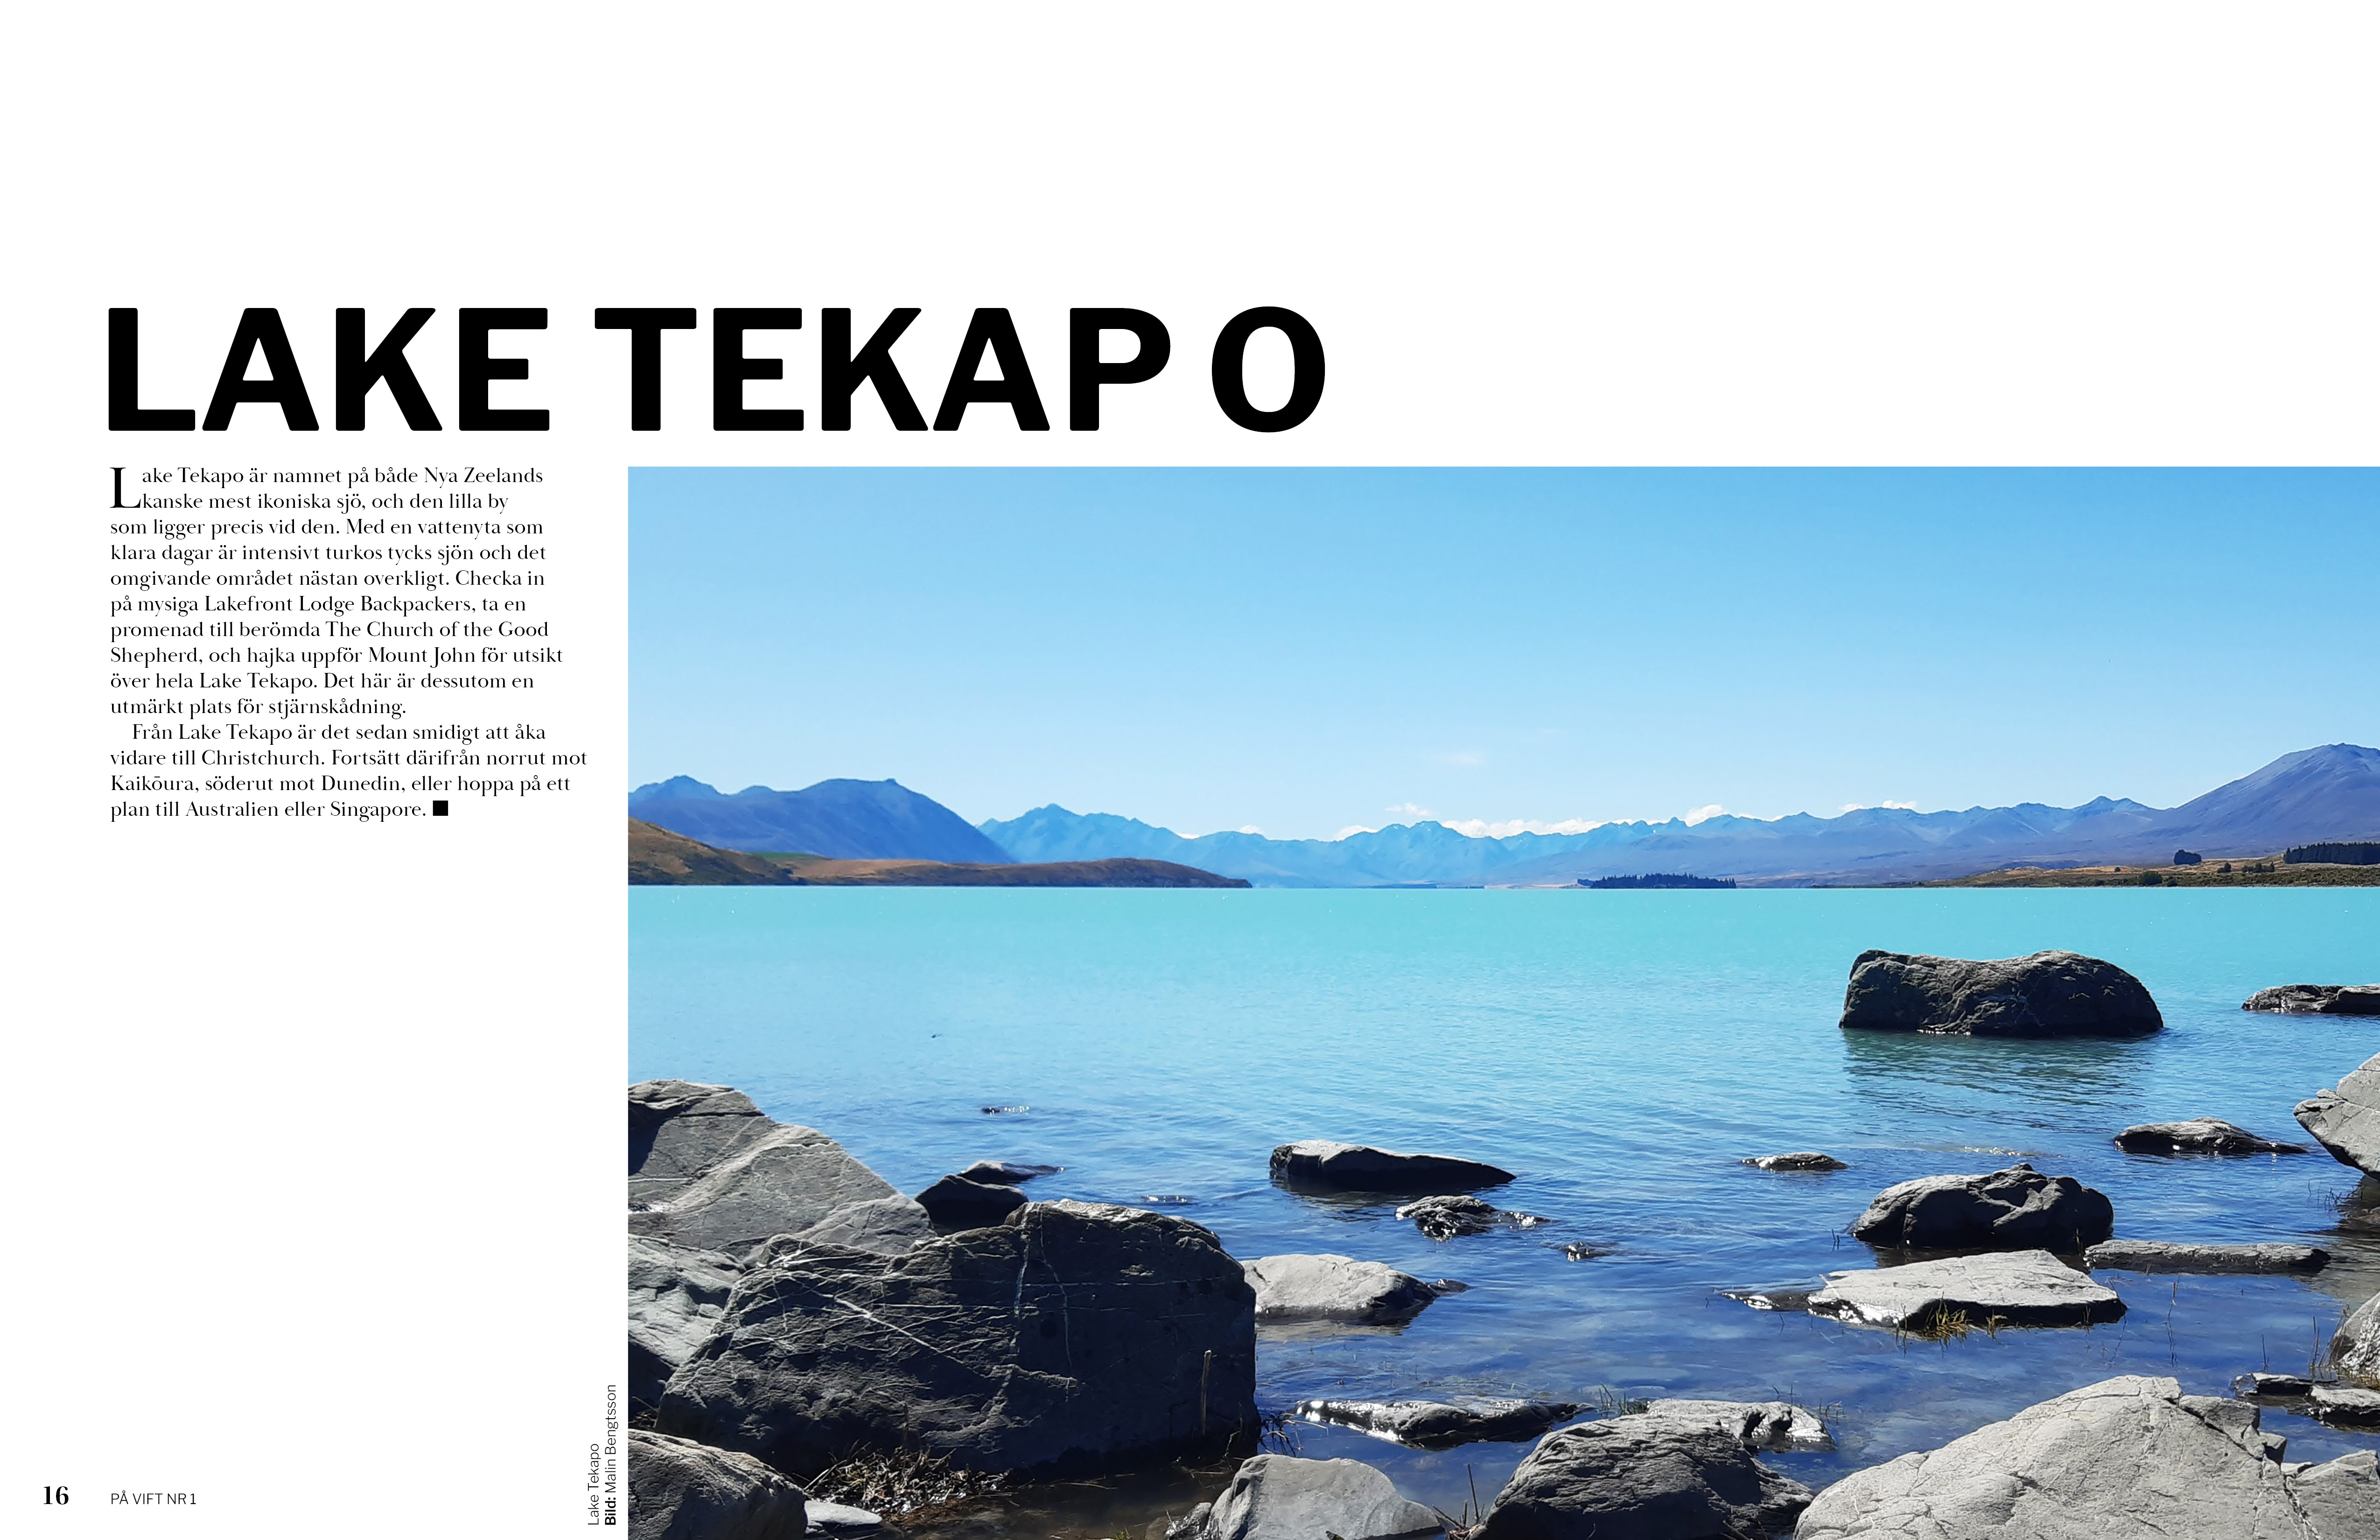 LAKE TEKAPO
Lake Tekapo är namnet på både Nya Zeelands
kanske mest ikoniska sjö, och den lilla by
som ligger precis vid den. Med en vattenyta som
klara dagar är intensivt turkos tycks sjön och det
omgivande området nästan overkligt. Checka in
på mysiga Lakefront Lodge Backpackers, ta en
promenad till berömda The Church of the Good
Shepherd, och hajka uppför Mount John för utsikt
över hela Lake Tekapo. Det här är dessutom en
utmärkt plats för stjärnskådning.
Från Lake Tekapo är det sedan smidigt att åka
vidare till Christchurch. Fortsätt därifrån norrut mot
Kaikōura, söderut mot Dunedin, eller hoppa på ett
plan till Australien eller Singapore. ■
Lake Tekapo
Bild: Malin Bengtsson
16 PÅ VIFT NR 1